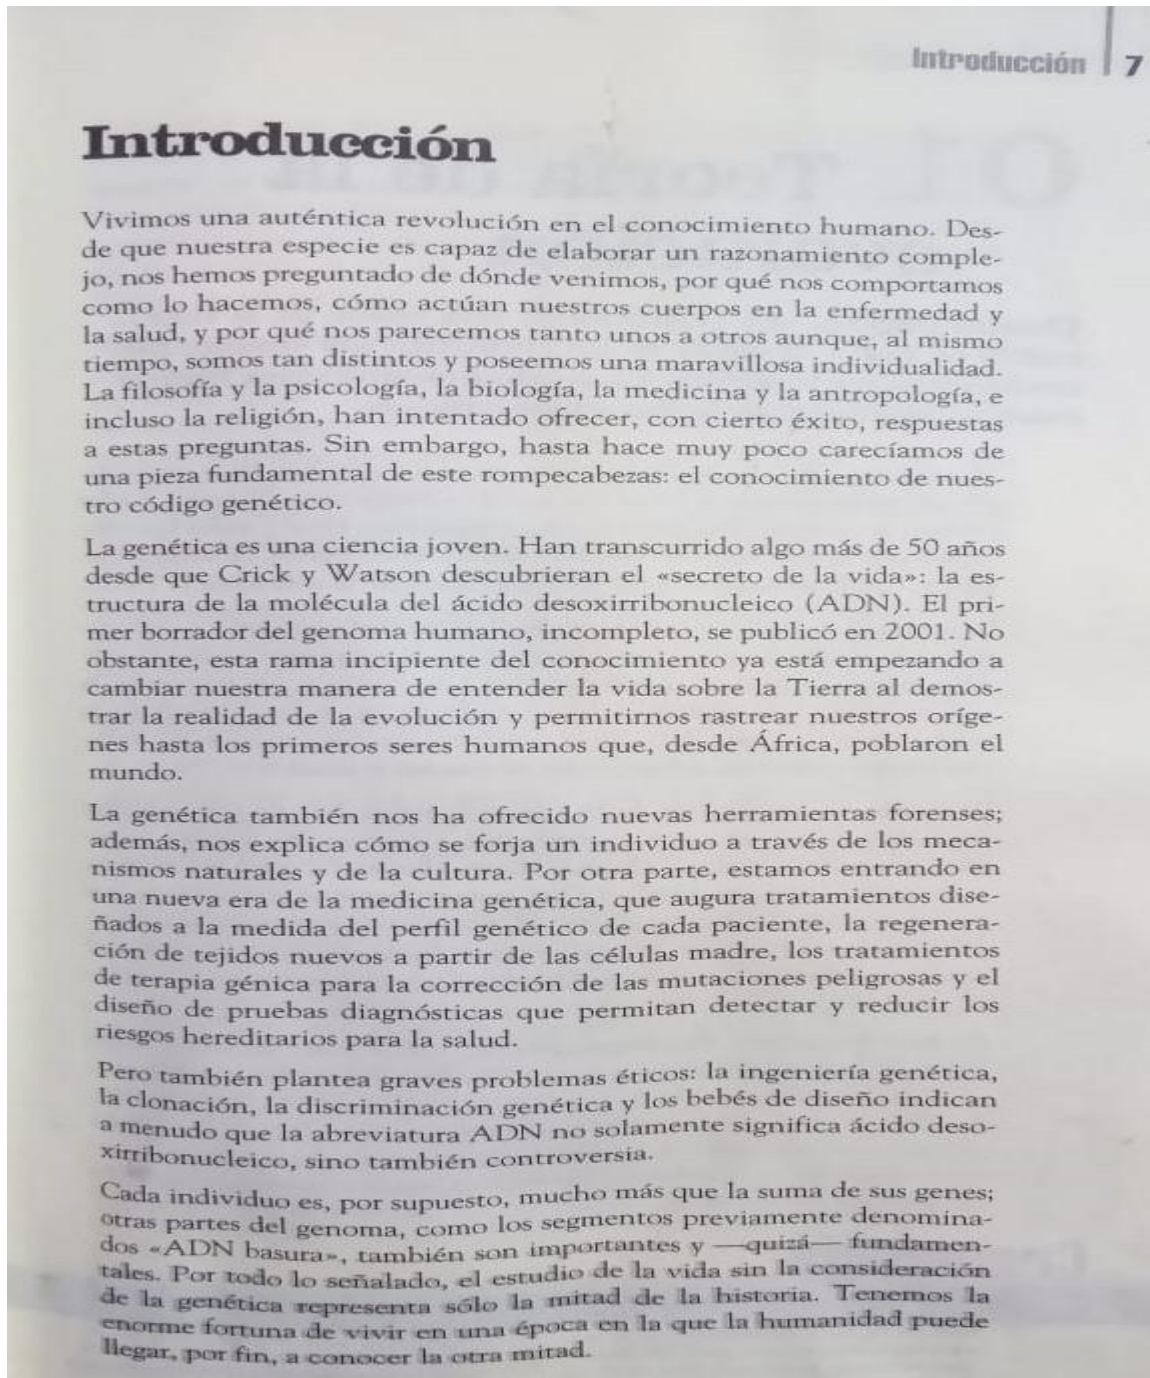 Introducción 7
Introducción
Vivimos una auténtica revolución en el conocimiento humano. Des-
de que nuestra especie es capaz de elaborar un razonamiento comple-
jo, nos hemos preguntado de dónde venimos, por qué nos comportamos
como lo hacemos, cómo actúan nuestros cuerpos en la enfermedad y
la salud, y por qué nos parecemos tanto unos a otros aunque, al mismo
tiempo, somos tan distintos y poseemos una maravillosa individualidad.
La filosofía y la psicología, la biología, la medicina y la antropología, e
incluso la religión, han intentado ofrecer, con cierto éxito, respuestas
a estas preguntas. Sin embargo, hasta hace muy poco carecíamos de
una pieza fundamental de este rompecabezas: el conocimiento de nues-
tro código genético.
La genética es una ciencia joven. Han transcurrido algo más de 50 años
desde que Crick y Watson descubrieran el «secreto de la vida»: la es-
tructura de la molécula del ácido desoxirribonucleico (ADN). El pri-
mer borrador del genoma humano, incompleto, se publicó en 2001. No
obstante, esta rama incipiente del conocimiento ya está empezando a
cambiar nuestra manera de entender la vida sobre la Tierra al demos-
trar la realidad de la evolución y permitirnos rastrear nuestros oríge-
nes hasta los primeros seres humanos que, desde África, poblaron el
mundo.
La genética también nos ha ofrecido nuevas herramientas forenses;
además, nos explica cómo se forja un individuo a través de los meca-
nismos naturales y de la cultura. Por otra parte, estamos entrando en
una nueva era de la medicina genética, que augura tratamientos dise-
ñados a la medida del perfil genético de cada paciente, la regenera-
ción de tejidos nuevos a partir de las células madre, los tratamientos
de terapia génica para la corrección de las mutaciones peligrosas y el
diseño de pruebas diagnósticas que permitan detectar y reducir los
riesgos hereditarios para la salud.
Pero también plantea graves problemas éticos: la ingeniería genética,
la clonación, la discriminación genética y los bebés de diseño indican
a menudo que la abreviatura ADN no solamente significa ácido deso-
xirribonucleico, sino también controversia.
Cada individuo es, por supuesto, mucho más que la suma de sus genes;
otras partes del genoma, como los segmentos previamente denomina-
dos «ADN basura», también son importantes y —quizá— fundamen-
tales. Por todo lo señalado, el estudio de la vida sin la consideración
de la genética representa sólo la mitad de la historia. Tenemos la
enorme fortuna de vivir en una época en la que la humanidad puede
llegar, por fin, a conocer la otra mitad.